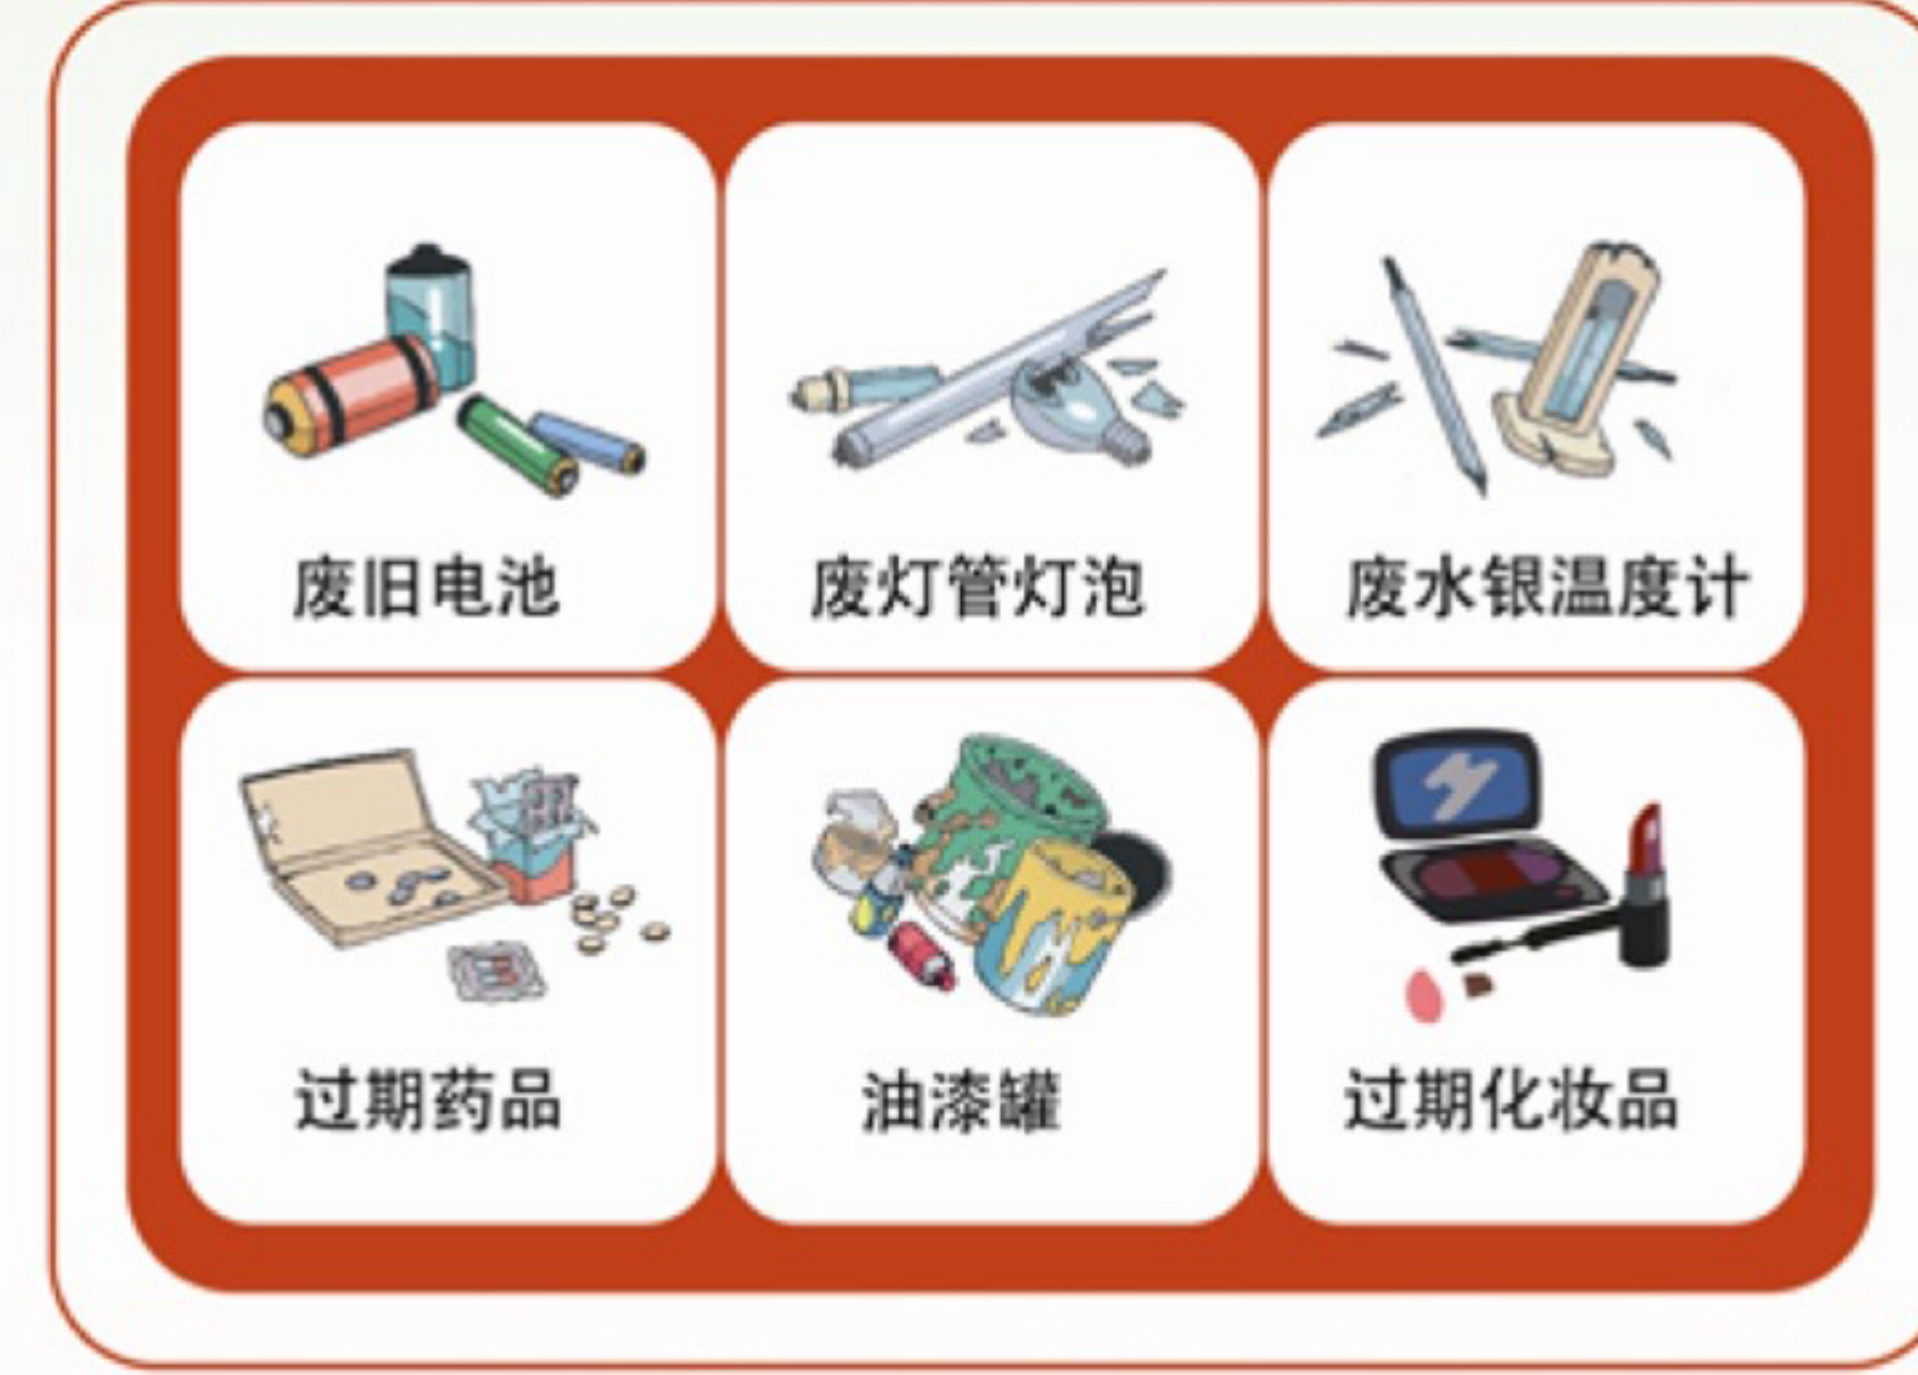 废旧电池
废灯管灯泡
废水银温度计
过期药品
油漆罐
过期化妆品